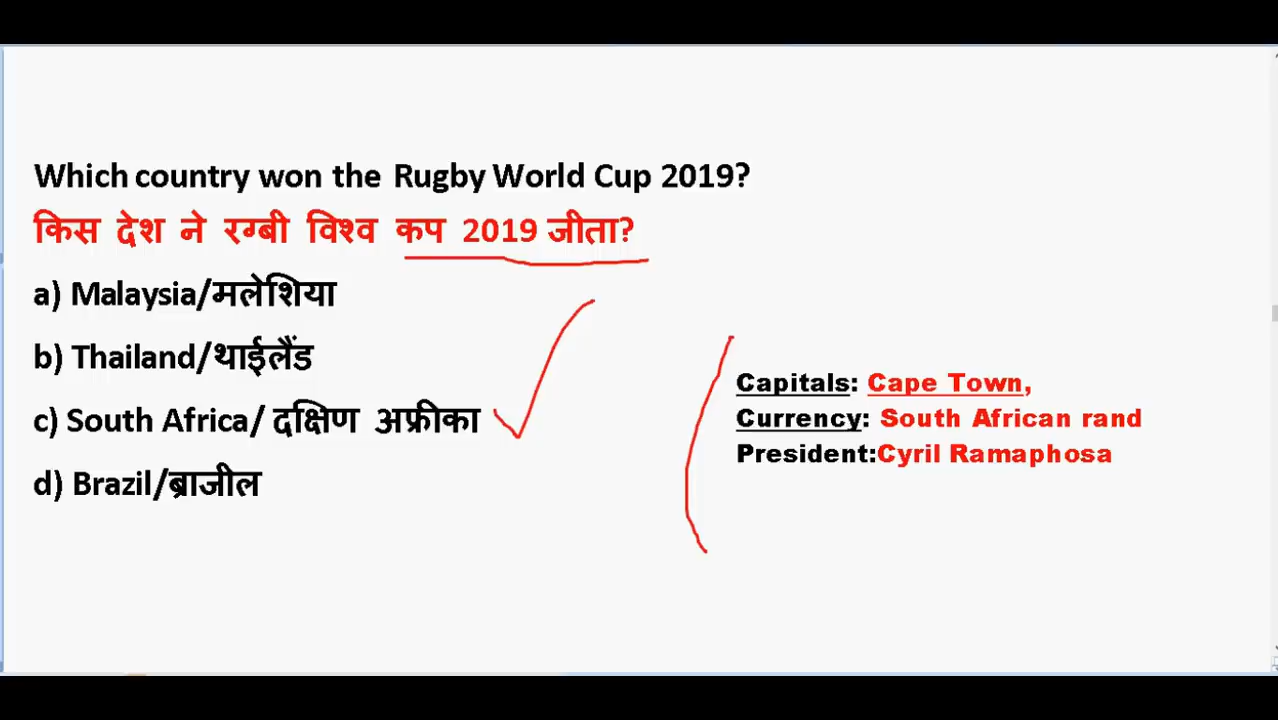 Which country won the Rugby World Cup 2019?
किस देश ने रग्बी विश्व कप 2019 जीता?
a) Malaysia/मलेशिया
b) Thailand/थाईलैंड
c) South Africa/ दक्षिण अफ्रीका
d) Brazil/ब्राजील
Capitals: Cape Town,
Currency: South African rand
President:Cyril Ramaphosa